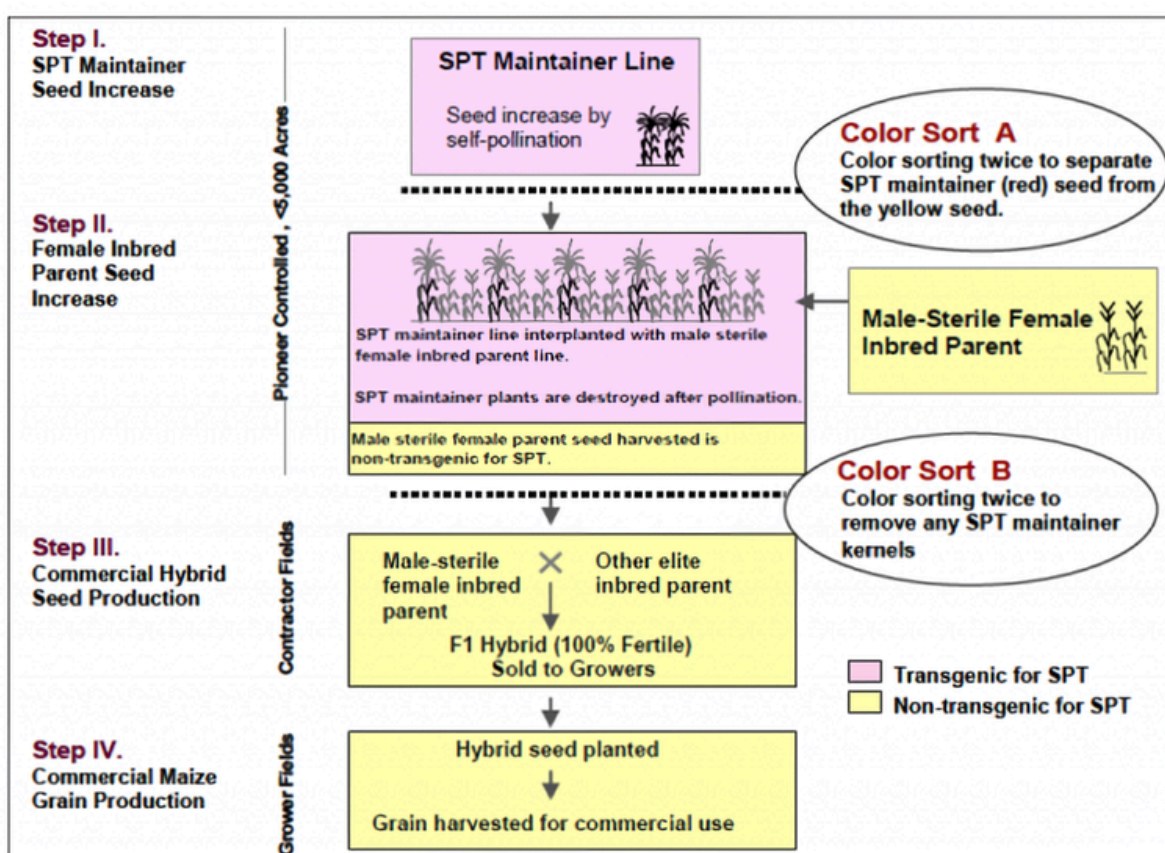 Step I.
SPT Maintainer
Seed Increase
SPT Maintainer Line
Seed increase by
self-pollination
Color Sort A
Color sorting twice to separate
SPT maintainer (red) seed from
the yellow seed.
Pioneer Controlled , <5,000 Acres
Step II.
Female Inbred
Parent Seed
Increase
SPT maintainer line interplanted with male sterile
female inbred parent line.
SPT maintainer plants are destroyed after pollination.
Male sterile female parent seed harvested is
non-transgenic for SPT.
Male-Sterile Female
Inbred Parent
Color Sort B
Color sorting twice to
remove any SPT maintainer
kernels
Step III.
Commercial Hybrid
Seed Production
Contractor Fields
Male-sterile
female inbred
parent
Other elite
inbred parent
F1 Hybrid (100% Fertile)
Sold to Growers
Transgenic for SPT
Non-transgenic for SPT
Step IV.
Commercial Maize
Grain Production
Grower Fields
Hybrid seed planted
Grain harvested for commercial use